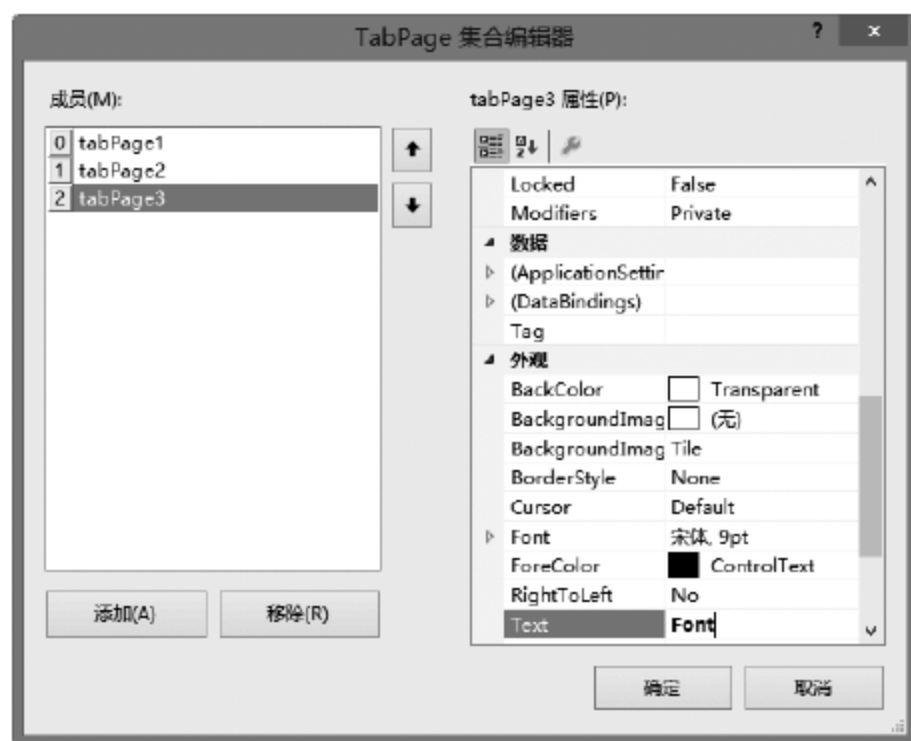 TabPage 集合编辑器
? ×
成员(M):
0 tabPage1
1 tabPage2
2 tabPage3
添加(A)
移除(R)
tabPage3 属性(P):
Locked False
Modifiers Private
数据
(ApplicationSettin
(DataBindings)
Tag
外观
BackColor Transparent
BackgroundImag (无)
BackgroundImag Tile
BorderStyle None
Cursor Default
Font 宋体, 9pt
ForeColor ControlText
RightToLeft No
Text Font
确定
取消